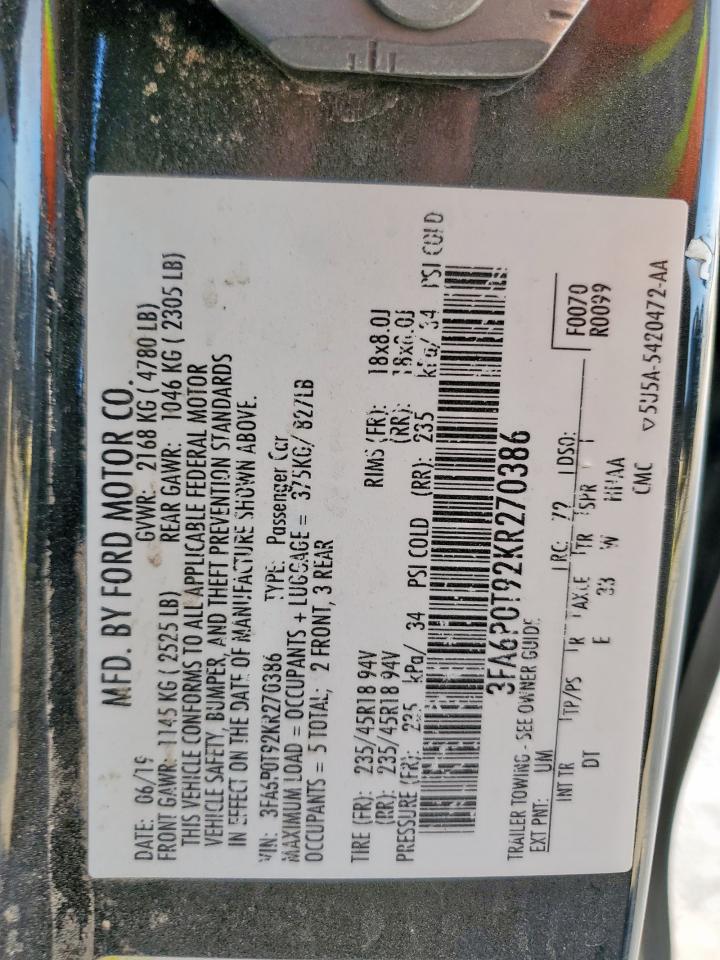 MFD. BY FORD MOTOR CO.
DATE: 06/19 GVWR: 2168 KG ( 4780 LB)
FRONT GAWR: 1145 KG ( 2525 LB) REAR GAWR: 1046 KG ( 2305 LB)
THIS VEHICLE CONFORMS TO ALL APPLICABLE FEDERAL MOTOR
VEHICLE SAFETY, BUMPER, AND THEFT PREVENTION STANDARDS
IN EFFECT ON THE DATE OF MANUFACTURE SHOWN ABOVE.
VIN: 3FA6P0T92KR270386 TYPE: Passenger Car
MAXIMUM LOAD = OCCUPANTS + LUGGAGE = 375KG/ 827LB
OCCUPANTS = 5 TOTAL; 2 FRONT, 3 REAR
TIRE (FR): 235/45R18 94V RIMS (FR): 18x8.0J
(RR): 235/45R18 94V (RR): 18x8.0J
PRESSURE (FR): 235 kPa/ 34 PSI COLD (RR): 235 kPa/ 34 PSI COLD
3FA6P0T92KR270386
TRAILER TOWING - SEE OWNER GUIDE
EXT PNT: UM RC: 72 DSO: F0070
R0099
INT TR TP/PS R AXLE TR SPR T
DT E 33 W HHAA
CMC ▽5U5A-5420472-AA